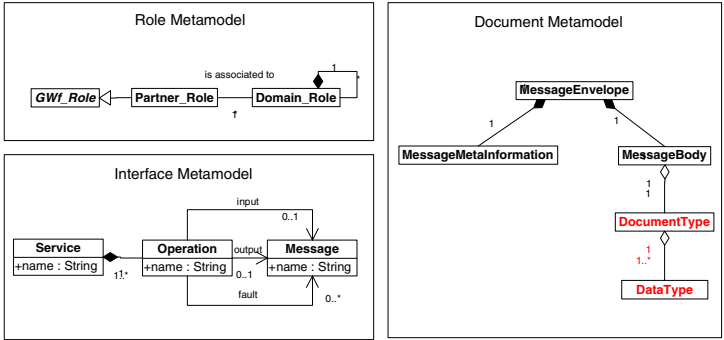 Role Metamodel
GWf_Role
Partner_Role
is associated to
Domain_Role
1
*
Interface Metamodel
Service
+name : String
1..*
Operation
+name : String
input
0..1
output
0..1
fault
0..*
Message
+name : String
Document Metamodel
MessageEnvelope
1
1
MessageMetaInformation
MessageBody
1
1
DocumentType
1
1..*
DataType